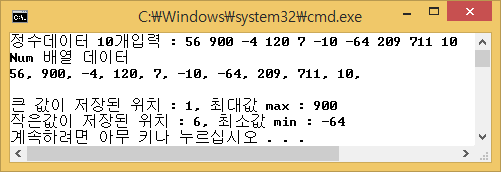 C:₩Windows₩system32₩cmd.exe
정수데이터 10개입력 : 56 900 -4 120 7 -10 -64 209 711 10
Num 배열 데이터
56, 900, -4, 120, 7, -10, -64, 209, 711, 10,
큰 값이 저장된 위치 : 1, 최대값 max : 900
작은값이 저장된 위치 : 6, 최소값 min : -64
계속하려면 아무 키나 누르십시오 . . .